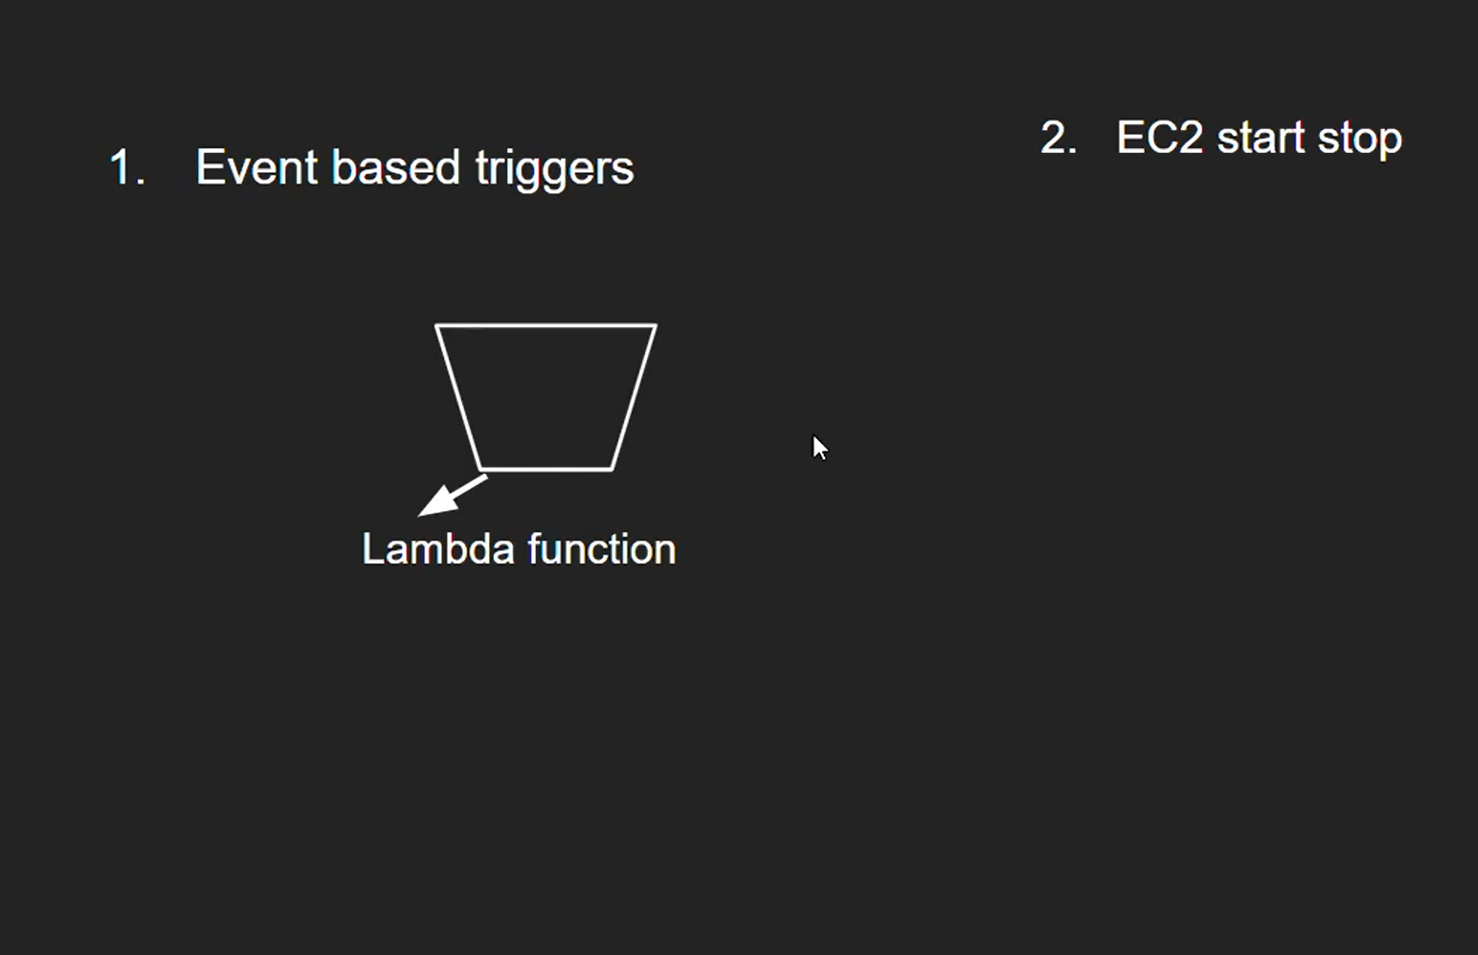 1. Event based triggers
2. EC2 start stop
Lambda function